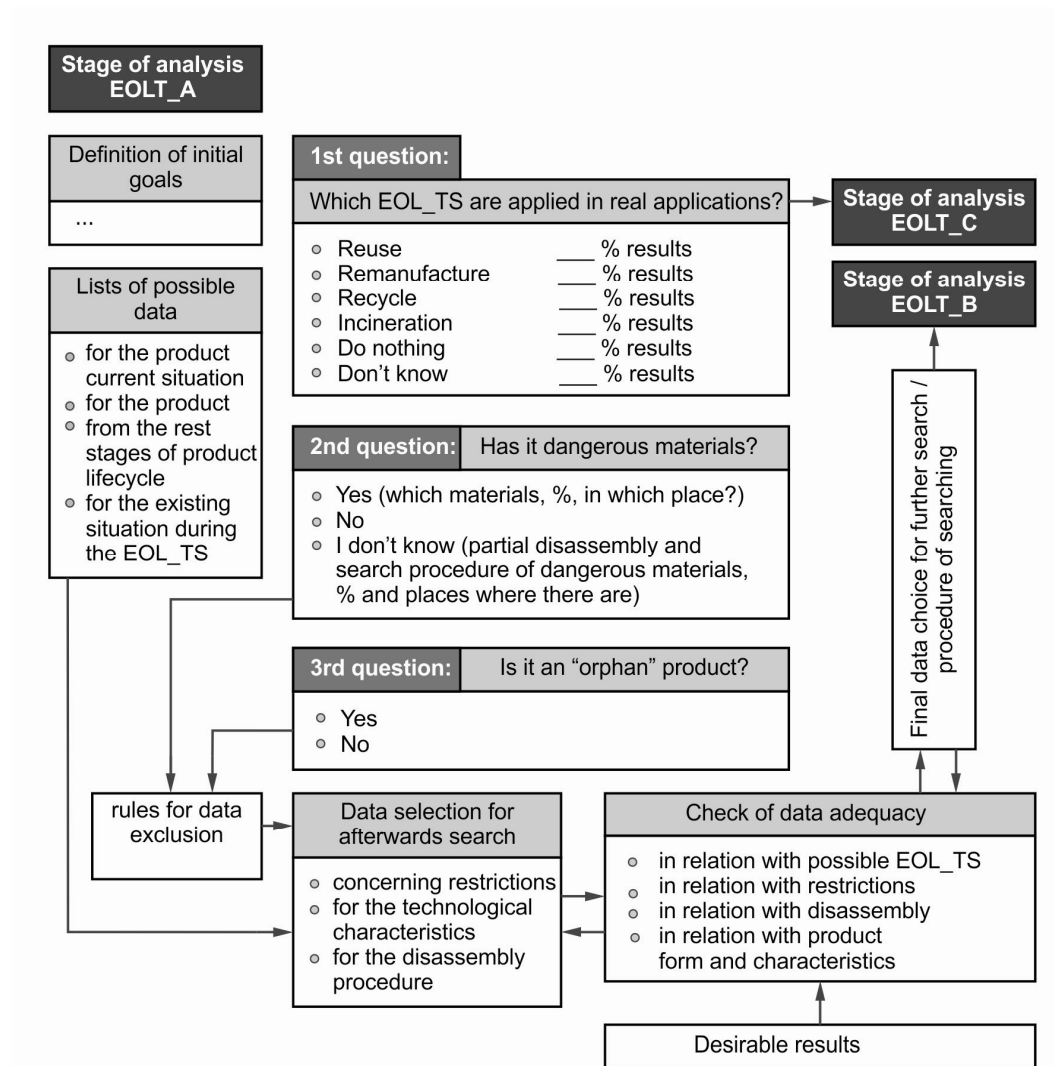 Stage of analysis
EOLT_A
Definition of initial
goals
...
Lists of possible
data
for the product
current situation
for the product
from the rest
stages of product
lifecycle
for the existing
situation during
the EOL_TS
1st question:
Which EOL_TS are applied in real applications?
Reuse ___ % results
Remanufacture ___ % results
Recycle ___ % results
Incineration ___ % results
Do nothing ___ % results
Don't know ___ % results
Stage of analysis
EOLT_C
Stage of analysis
EOLT_B
2nd question: Has it dangerous materials?
Yes (which materials, %, in which place?)
No
I don't know (partial disassembly and
search procedure of dangerous materials,
% and places where there are)
3rd question: Is it an “orphan” product?
Yes
No
Final data choice for further search /
procedure of searching
rules for data
exclusion
Data selection for
afterwards search
concerning restrictions
for the technological
characteristics
for the disassembly
procedure
Check of data adequacy
in relation with possible EOL_TS
in relation with restrictions
in relation with disassembly
in relation with product
form and characteristics
Desirable results